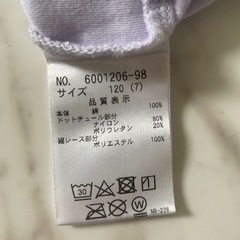 NO. 6001206-98
サイズ 120 (7)
品質表示
本体 綿 100%
ドットチュール部分
ナイロン 80%
ポリウレタン 20%
裾レース部分
ポリエステル 100%
30
W
NR-226